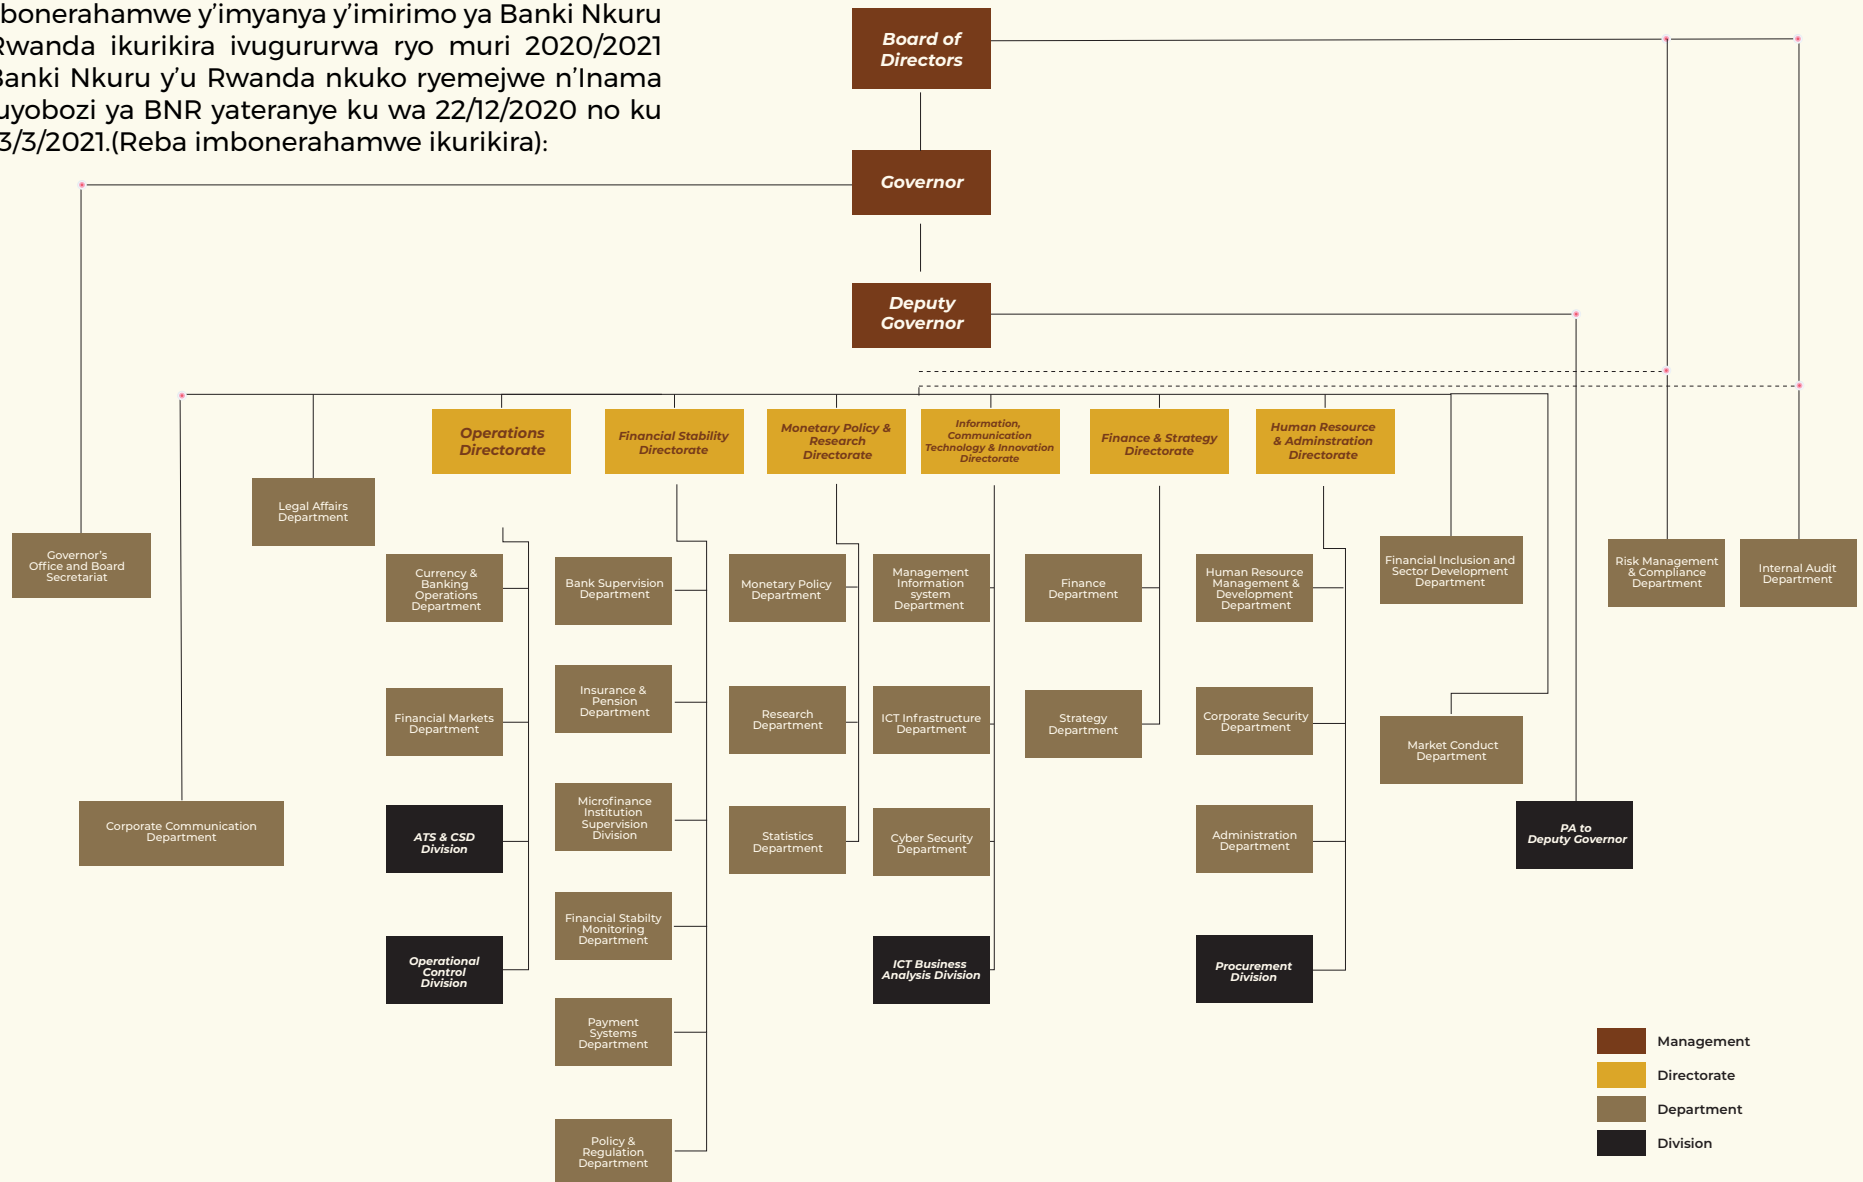 bonerahamwe y'imyanya y'imirimo ya Banki Nkuru
Rwanda ikurikira ivugururwa ryo muri 2020/2021
Banki Nkuru y'u Rwanda nkuko ryemejwe n'Inama
uyobozi ya BNR yateranye ku wa 22/12/2020 no ku
3/3/2021.(Reba imbonerahamwe ikurikira):
Board of
Directors
Governor
Deputy
Governor
Operations
Directorate
Financial Stability
Directorate
Monetary Policy &
Research
Directorate
Information,
Communication
Technology & Innovation
Directorate
Finance & Strategy
Directorate
Human Resource
& Adminstration
Directorate
Legal Affairs
Department
Governor's
Office and Board
Secretariat
Corporate Communication
Department
Currency &
Banking
Operations
Department
Financial Markets
Department
ATS & CSD
Division
Operational
Control
Division
Bank Supervision
Department
Insurance &
Pension
Department
Microfinance
Institution
Supervision
Division
Financial Stabilty
Monitoring
Department
Payment
Systems
Department
Policy &
Regulation
Department
Monetary Policy
Department
Research
Department
Statistics
Department
Management
Information
system
Department
ICT Infrastructure
Department
Cyber Security
Department
ICT Business
Analysis Division
Finance
Department
Strategy
Department
Human Resource
Management &
Development
Department
Corporate Security
Department
Administration
Department
Procurement
Division
Financial Inclusion and
Sector Development
Department
Market Conduct
Department
PA to
Deputy Governor
Risk Management
& Compliance
Department
Internal Audit
Department
Management
Directorate
Department
Division